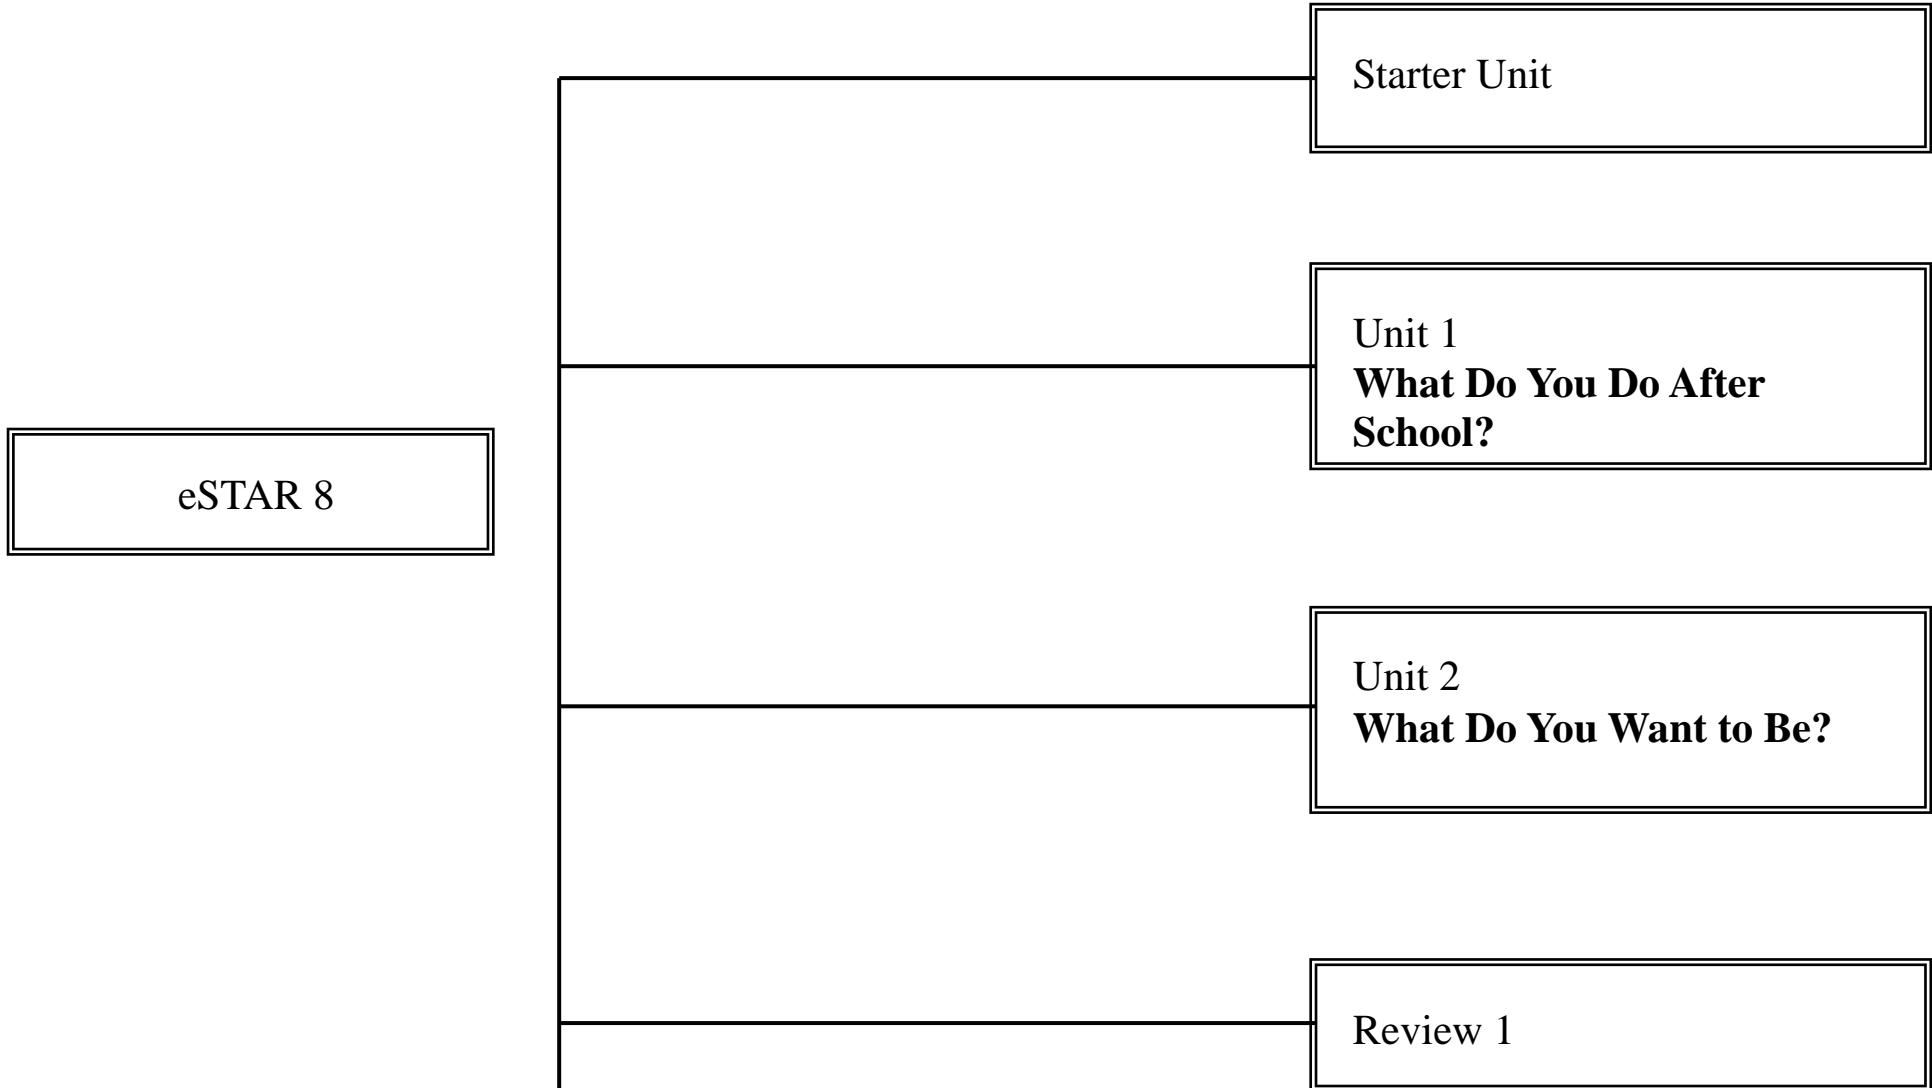 Starter Unit
Unit 1
What Do You Do After
School?
eSTAR 8
Unit 2
What Do You Want to Be?
Review 1